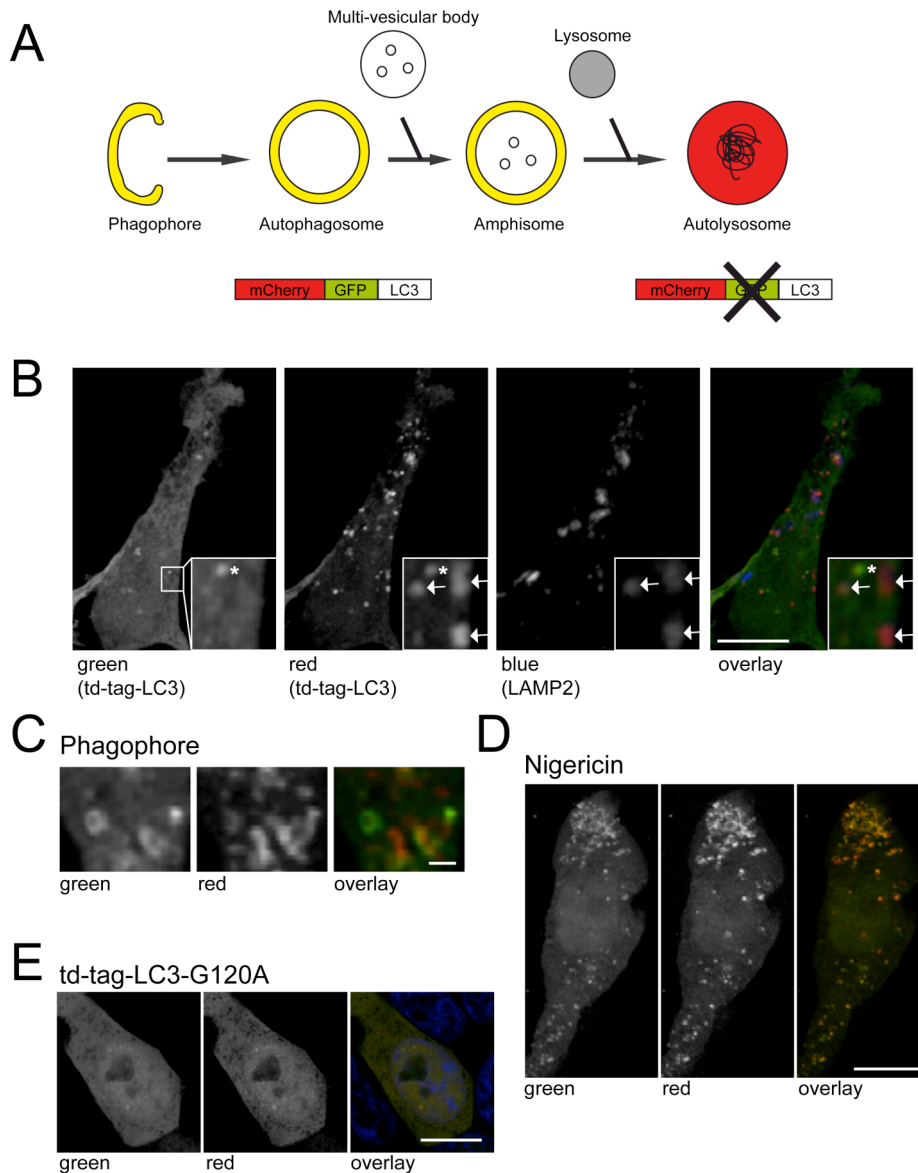 A
Multi-vesicular body
Lysosome
Phagophore
Autophagosome
Amphisome
Autolysosome
mCherry GFP LC3
mCherry GFP LC3
B
* * *
green
(td-tag-LC3)
red
(td-tag-LC3)
blue
(LAMP2)
overlay
C
Phagophore
green
red
overlay
D
Nigericin
green
red
overlay
E
td-tag-LC3-G120A
green
red
overlay